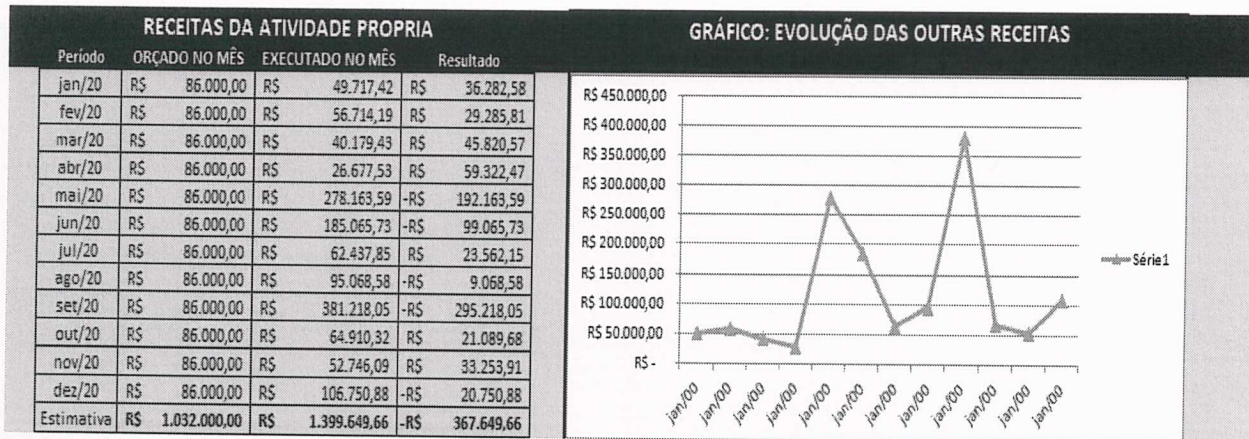 RECEITAS DA ATIVIDADE PROPRIA
Período ORÇADO NO MÊS EXECUTADO NO MÊS Resultado
jan/20 R$ 86.000,00 R$ 49.717,42 R$ 36.282,58
fev/20 R$ 86.000,00 R$ 56.714,19 R$ 29.285,81
mar/20 R$ 86.000,00 R$ 40.179,43 R$ 45.820,57
abr/20 R$ 86.000,00 R$ 26.677,53 R$ 59.322,47
mai/20 R$ 86.000,00 R$ 278.163,59 -R$ 192.163,59
jun/20 R$ 86.000,00 R$ 185.065,73 -R$ 99.065,73
jul/20 R$ 86.000,00 R$ 62.437,85 R$ 23.562,15
ago/20 R$ 86.000,00 R$ 95.068,58 -R$ 9.068,58
set/20 R$ 86.000,00 R$ 381.218,05 -R$ 295.218,05
out/20 R$ 86.000,00 R$ 64.910,32 R$ 21.089,68
nov/20 R$ 86.000,00 R$ 52.746,09 R$ 33.253,91
dez/20 R$ 86.000,00 R$ 106.750,88 -R$ 20.750,88
Estimativa R$ 1.032.000,00 R$ 1.399.649,66 -R$ 367.649,66
GRÁFICO: EVOLUÇÃO DAS OUTRAS RECEITAS
R$ 450.000,00
R$ 400.000,00
R$ 350.000,00
R$ 300.000,00
R$ 250.000,00
R$ 200.000,00
R$ 150.000,00
R$ 100.000,00
R$ 50.000,00
R$ -
Série1
jan/00 jan/00 jan/00 jan/00 jan/00 jan/00 jan/00 jan/00 jan/00 jan/00 jan/00 jan/00